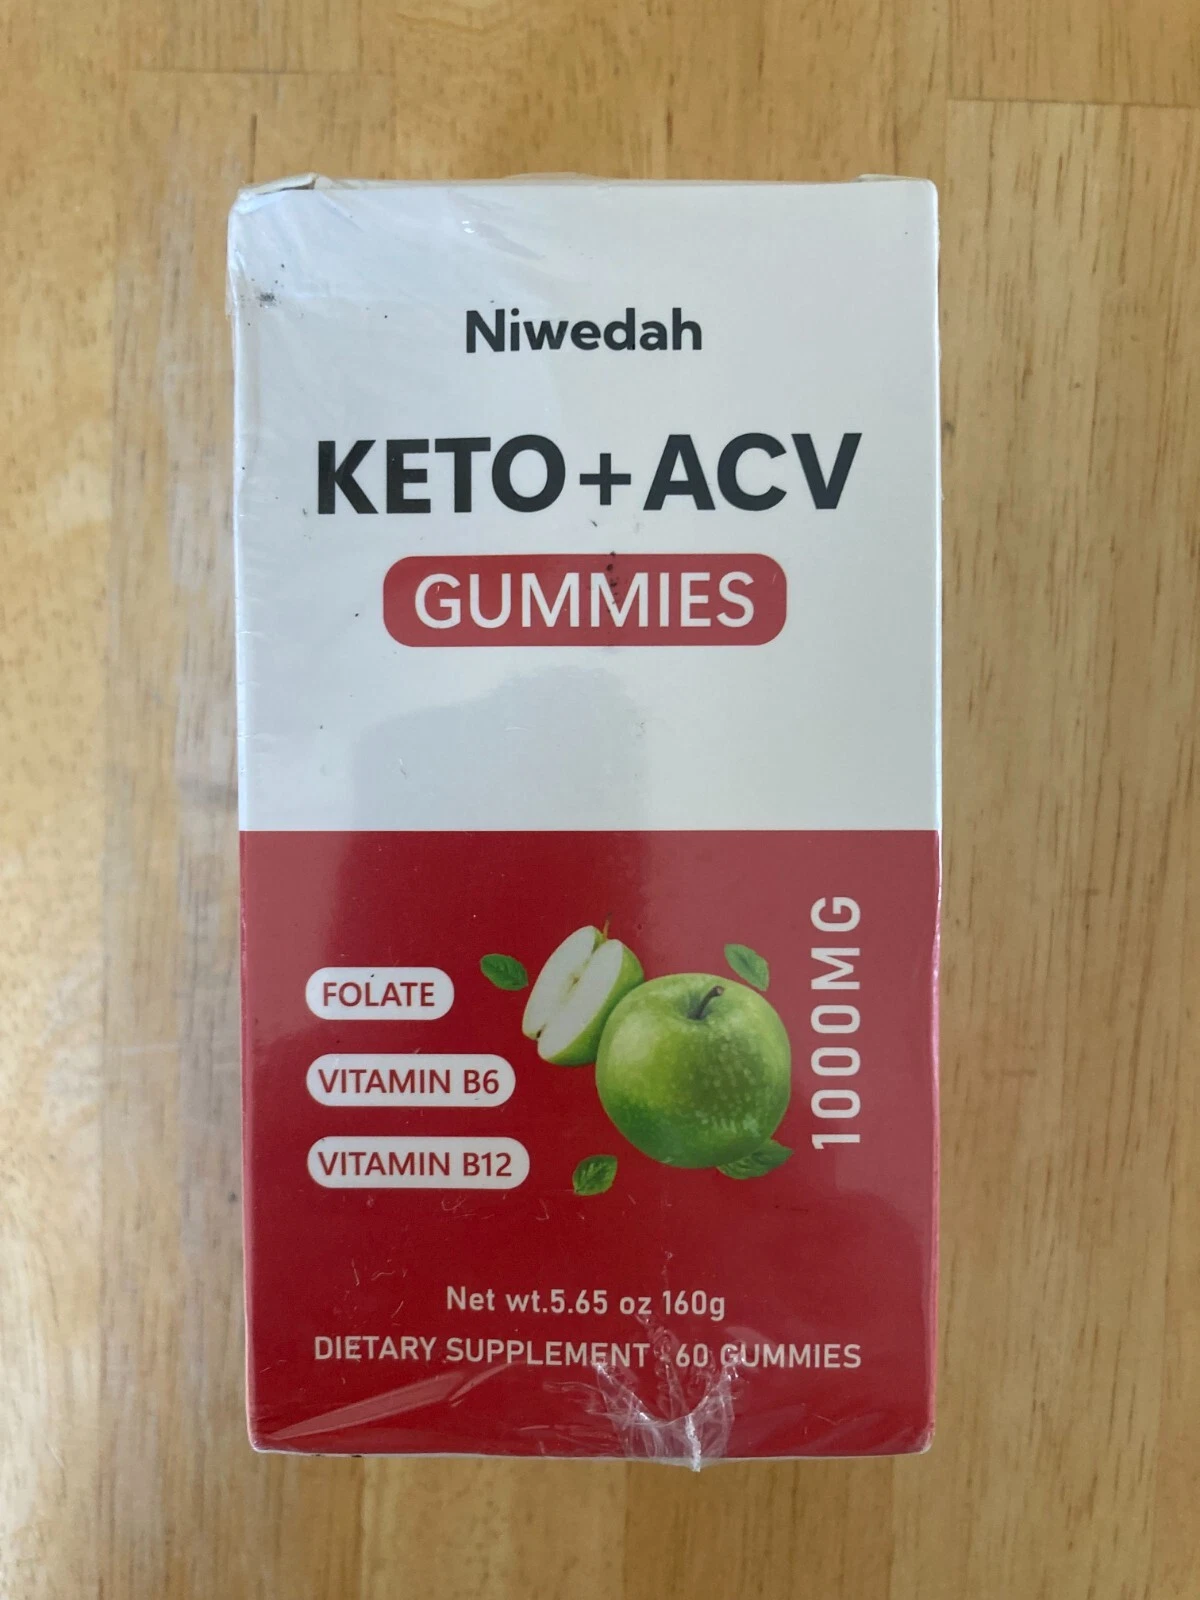 Niwedah
KETO+ACV
GUMMIES
1000MG
FOLATE
VITAMIN B6
VITAMIN B12
Net wt.5.65 oz 160g
DIETARY SUPPLEMENT 60 GUMMIES